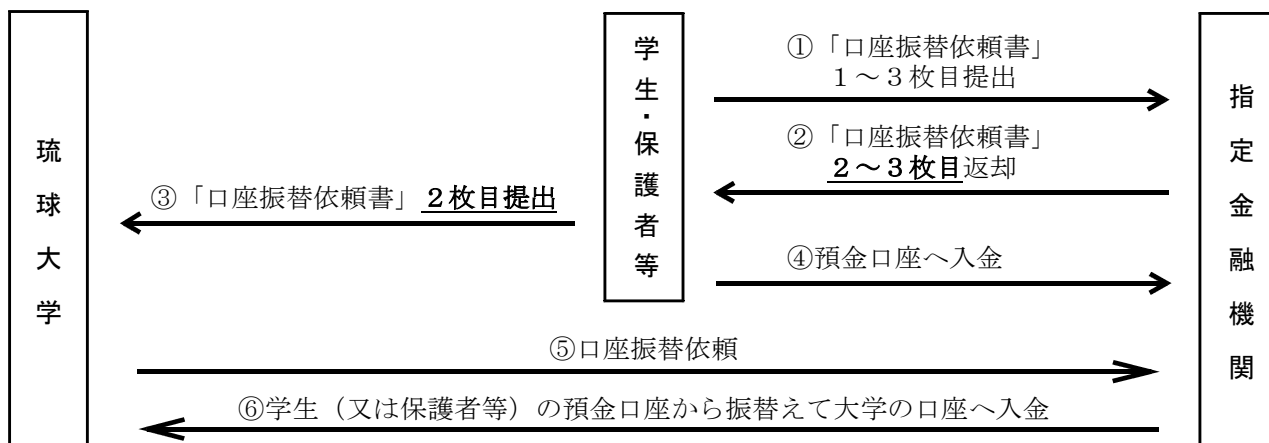 琉球大学
学生・保護者等
指定金融機関
①「口座振替依頼書」
１～３枚目提出
②「口座振替依頼書」
２～３枚目返却
③「口座振替依頼書」２枚目提出
④預金口座へ入金
⑤口座振替依頼
⑥学生（又は保護者等）の預金口座から振替えて大学の口座へ入金